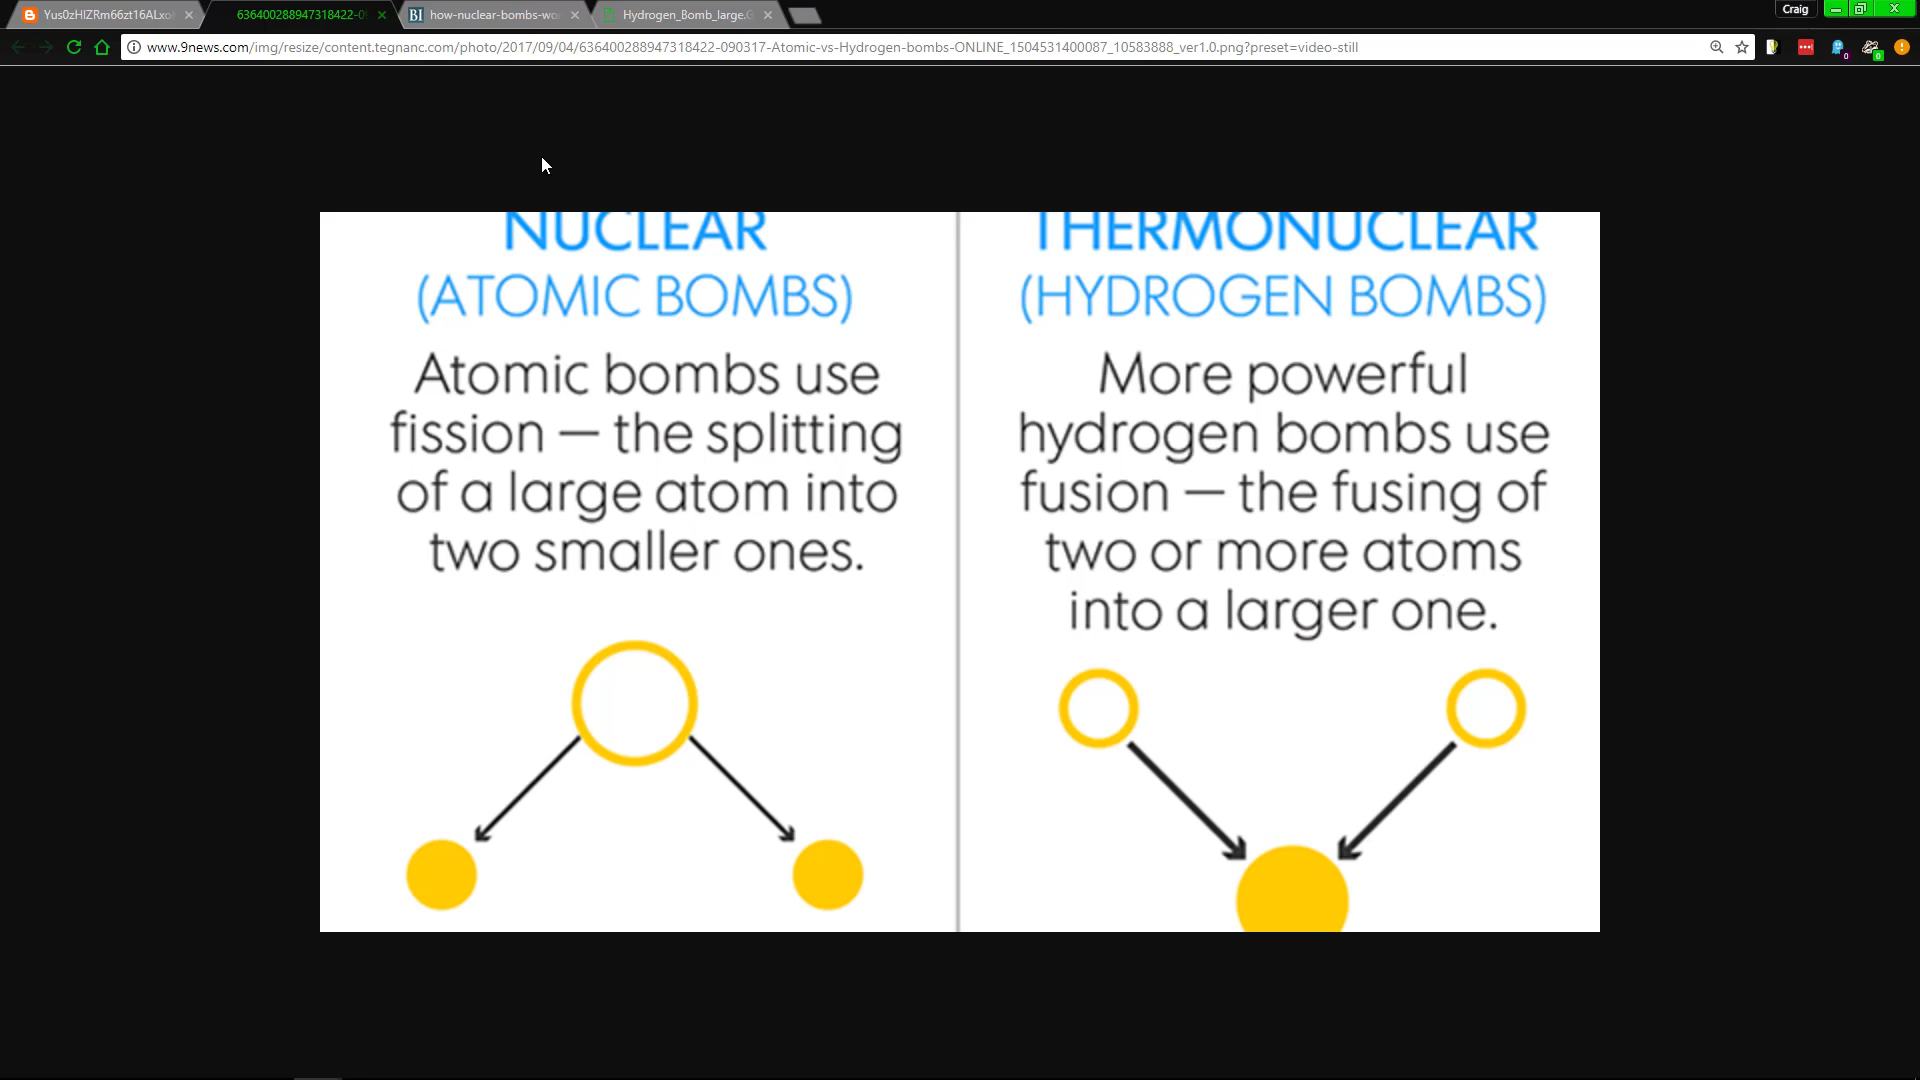 Yus0zHlZRm66zt16ALxo
636400288947318422-0
how-nuclear-bombs-wo
Hydrogen_Bomb_large.G
Craig
www.9news.com/img/resize/content.tegnanc.com/photo/2017/09/04/636400288947318422-090317-Atomic-vs-Hydrogen-bombs-ONLINE_1504531400087_10583888_ver1.0.png?preset=video-still
NUCLEAR
(ATOMIC BOMBS)
Atomic bombs use
fission — the splitting
of a large atom into
two smaller ones.
THERMONUCLEAR
(HYDROGEN BOMBS)
More powerful
hydrogen bombs use
fusion — the fusing of
two or more atoms
into a larger one.